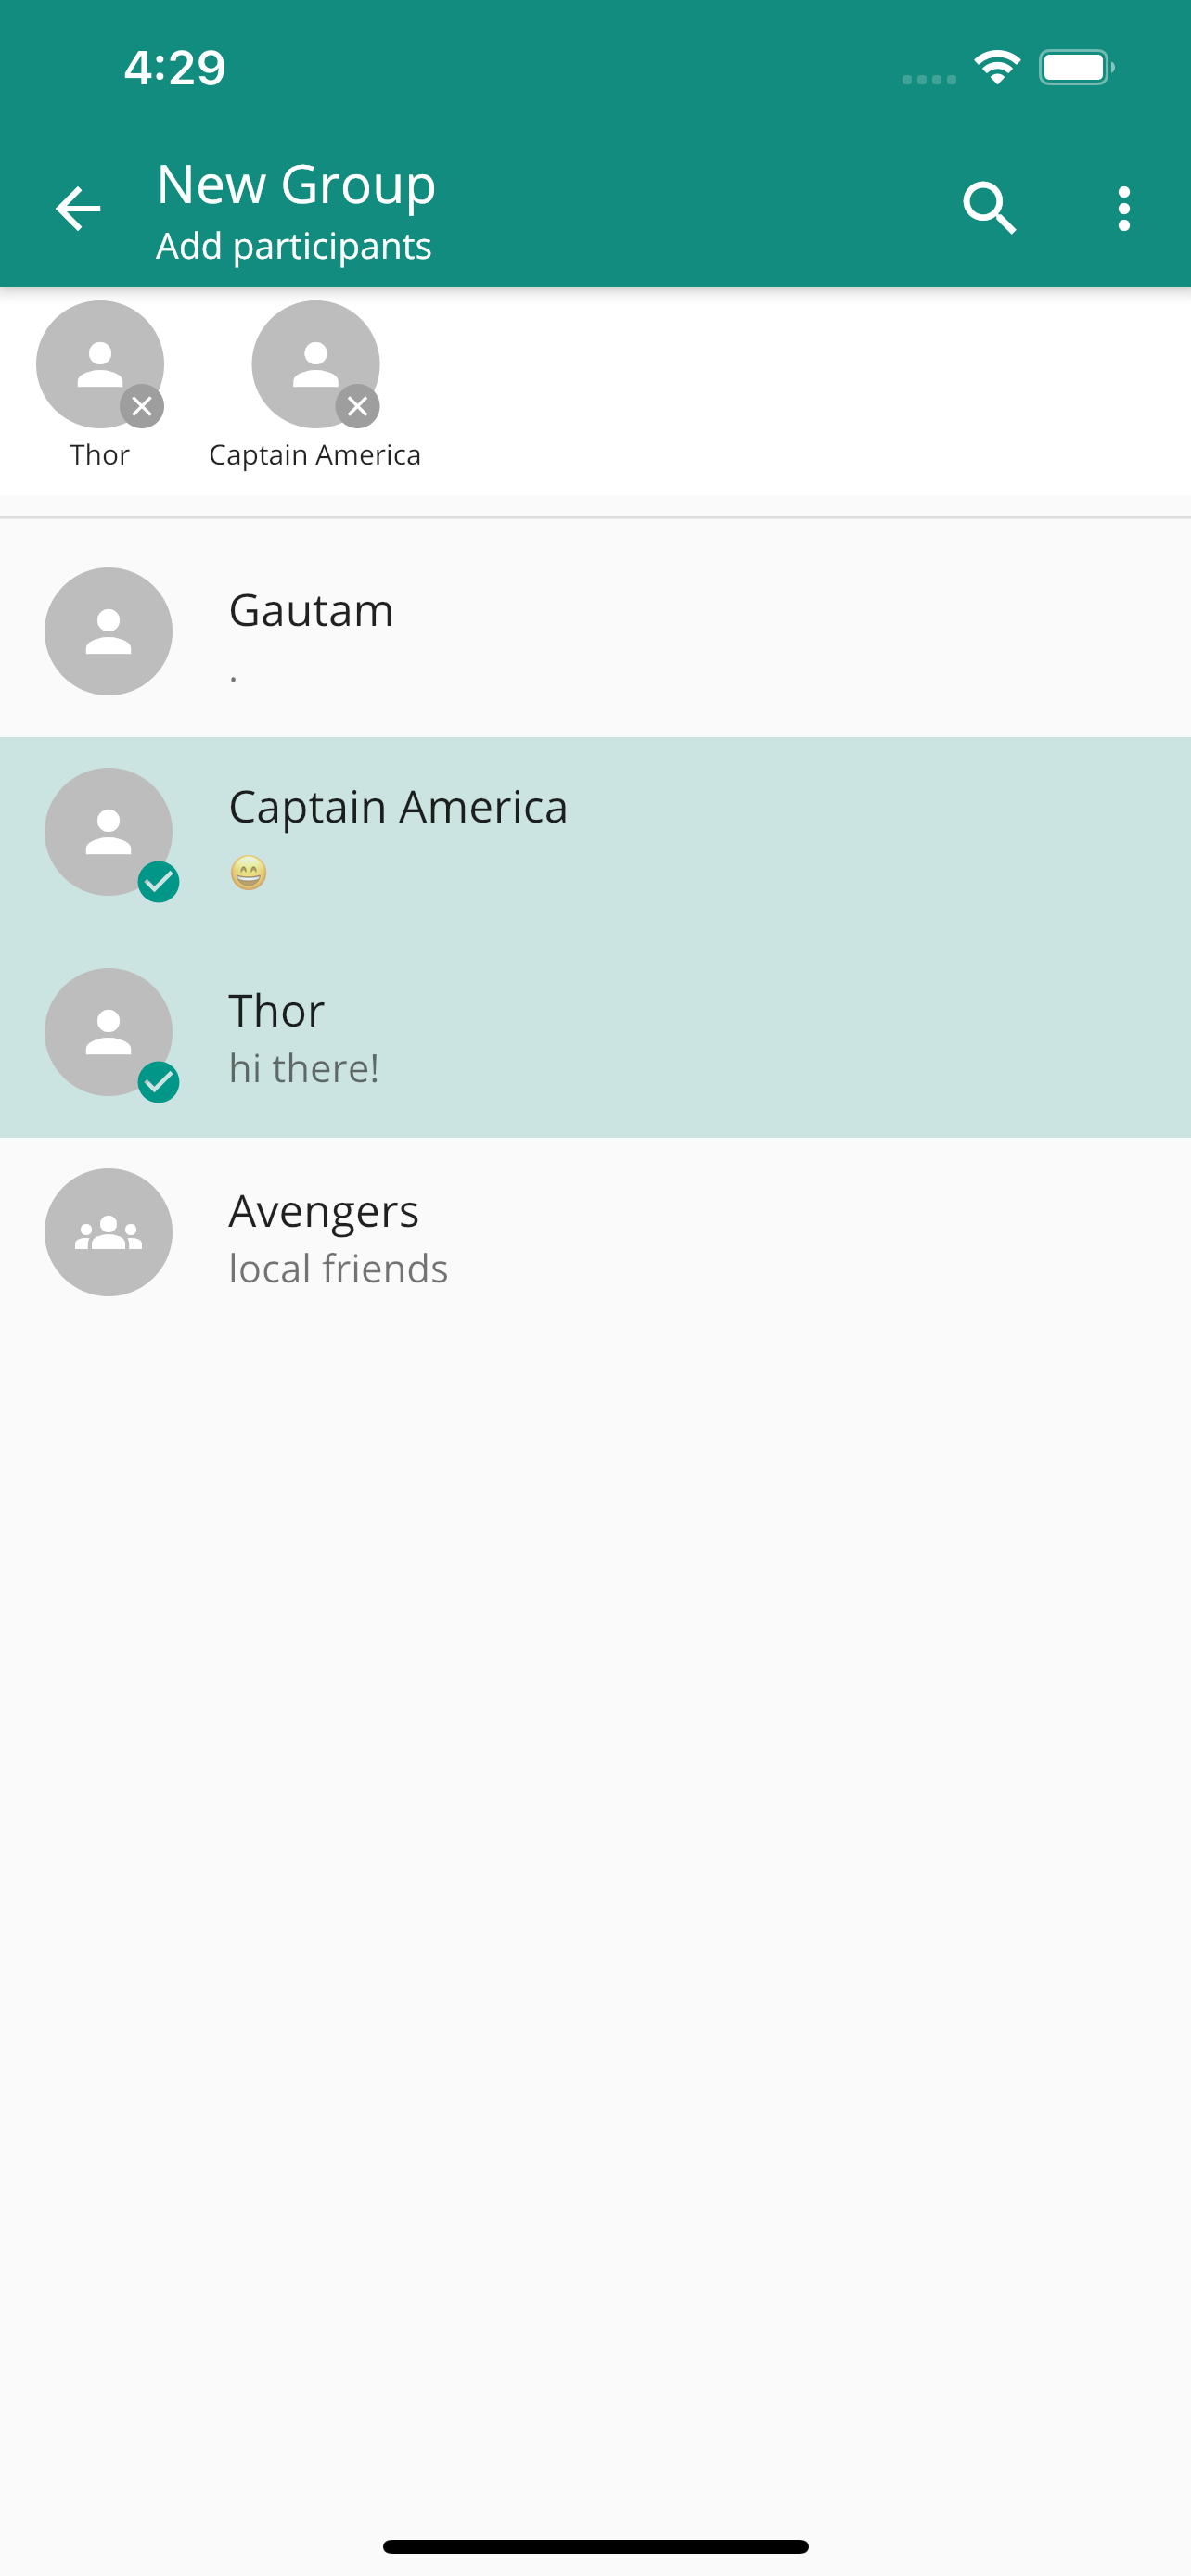 4:29
New Group
Add participants
Thor
Captain America
Gautam
.
Captain America
😄
Thor
hi there!
Avengers
local friends